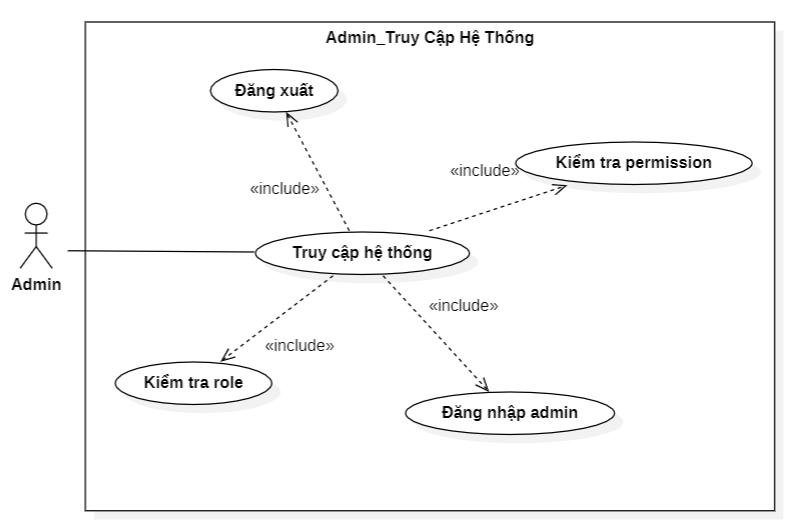 Admin_Truy Cập Hệ Thống
Đăng xuất
«include»
«include»
Kiểm tra permission
Admin
Truy cập hệ thống
«include»
«include»
Kiểm tra role
Đăng nhập admin